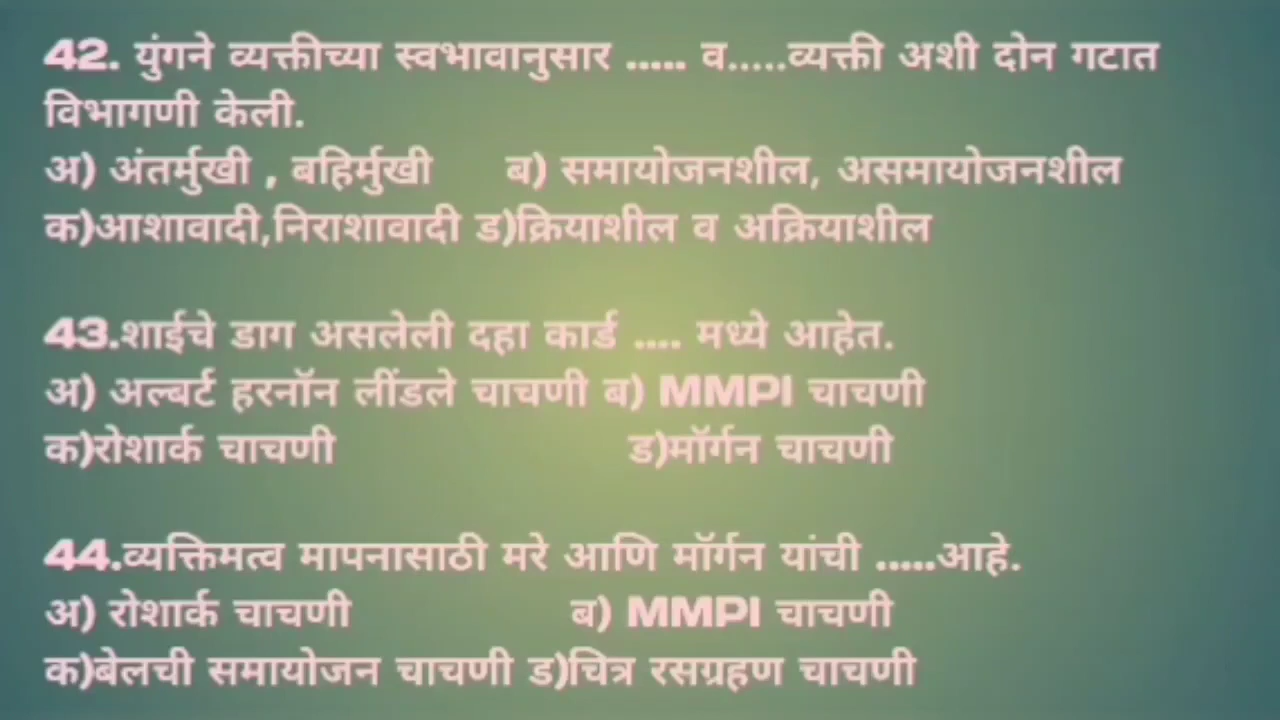 42. युंगने व्यक्तीच्या स्वभावानुसार ..... व.....व्यक्ती अशी दोन गटात
विभागणी केली.
अ) अंतर्मुखी , बहिर्मुखी ब) समायोजनशील, असमायोजनशील
क)आशावादी,निराशावादी ड)क्रियाशील व अक्रियाशील
43.शाईचे डाग असलेली दहा कार्ड .... मध्ये आहेत.
अ) अल्बर्ट हरनॉन लींडले चाचणी ब) MMPI चाचणी
क)रोशार्क चाचणी ड)मॉर्गन चाचणी
44.व्यक्तिमत्व मापनासाठी मरे आणि मॉर्गन यांची .....आहे.
अ) रोशार्क चाचणी ब) MMPI चाचणी
क)बेलची समायोजन चाचणी ड)चित्र रसग्रहण चाचणी